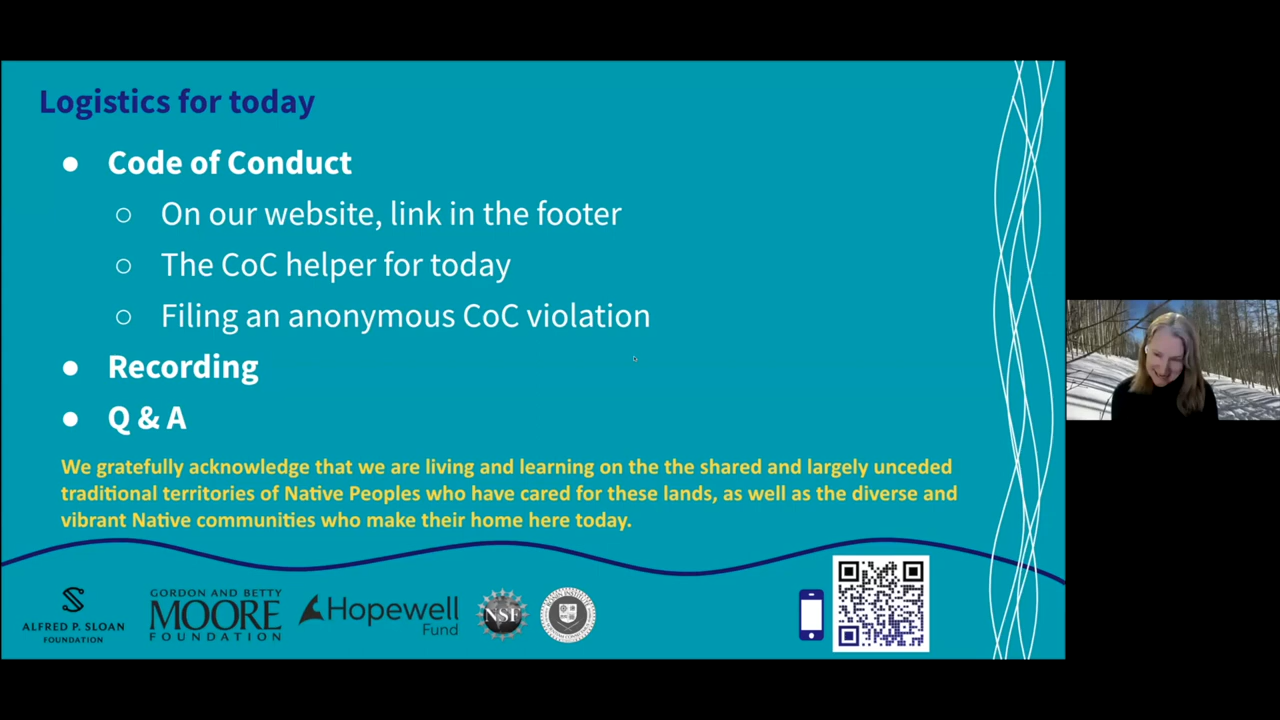 Logistics for today
● Code of Conduct
○ On our website, link in the footer
○ The CoC helper for today
○ Filing an anonymous CoC violation
● Recording
● Q & A
We gratefully acknowledge that we are living and learning on the the shared and largely unceded
traditional territories of Native Peoples who have cared for these lands, as well as the diverse and
vibrant Native communities who make their home here today.
ALFRED P. SLOAN
FOUNDATION
GORDON AND BETTY
MOORE
FOUNDATION
Hopewell
Fund
NSF